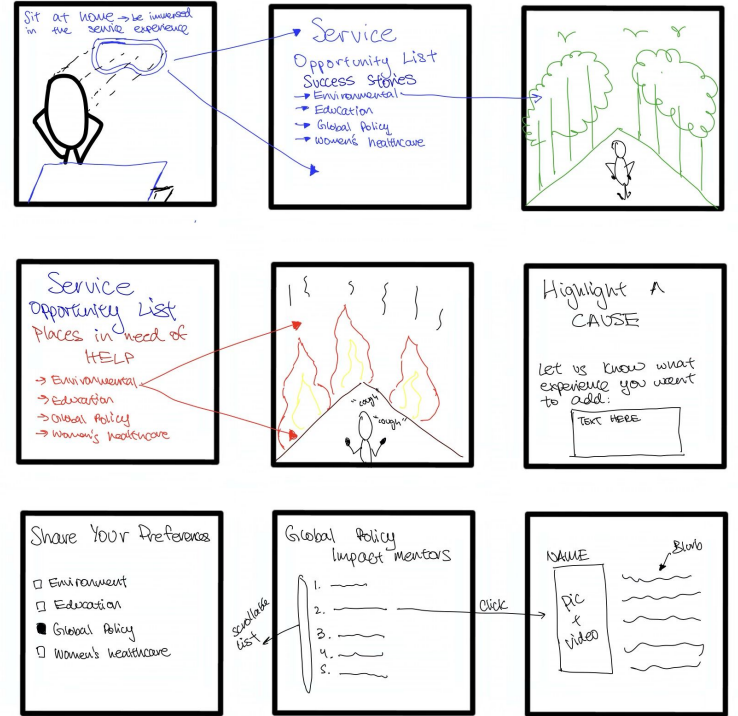 Sit at home → be immersed
in the service experience
Service
Opportunity List
Success Stories
→ Environmental
→ Education
→ Global Policy
→ Women's healthcare
Service
Opportunity List
Places in need of
HELP
→ Environmental
→ Education
→ Global Policy
→ Women's healthcare
"cough"
"cough"
Highlight A
CAUSE
Let us know what
experience you want
to add:
TEXT HERE
Share Your Preferences
Environment
Education
Global Policy
Women's healthcare
Global Policy
Impact mentors
1.
2.
3.
4.
5.
scrollable
list
Click
NAME
Blurb
Pic
+
video